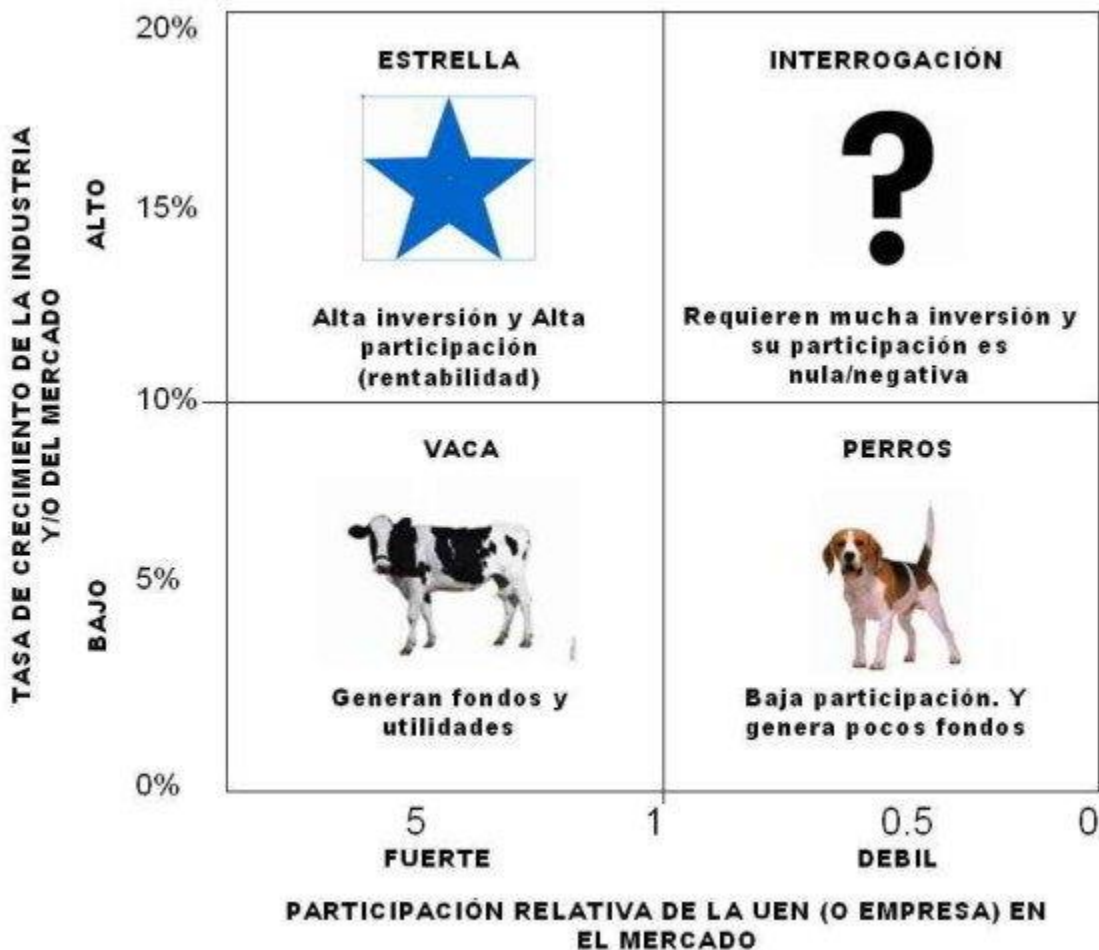 TASA DE CRECIMIENTO DE LA INDUSTRIA
Y/O DEL MERCADO
ALTO
BAJO
20%
15%
10%
5%
0%
ESTRELLA
Alta inversión y Alta
participación
(rentabilidad)
INTERROGACIÓN
?
Requieren mucha inversión y
su participación es
nula/negativa
VACA
Generan fondos y
utilidades
PERROS
Baja participación. Y
genera pocos fondos
5
1
0.5
0
FUERTE
DEBIL
PARTICIPACIÓN RELATIVA DE LA UEN (O EMPRESA) EN
EL MERCADO